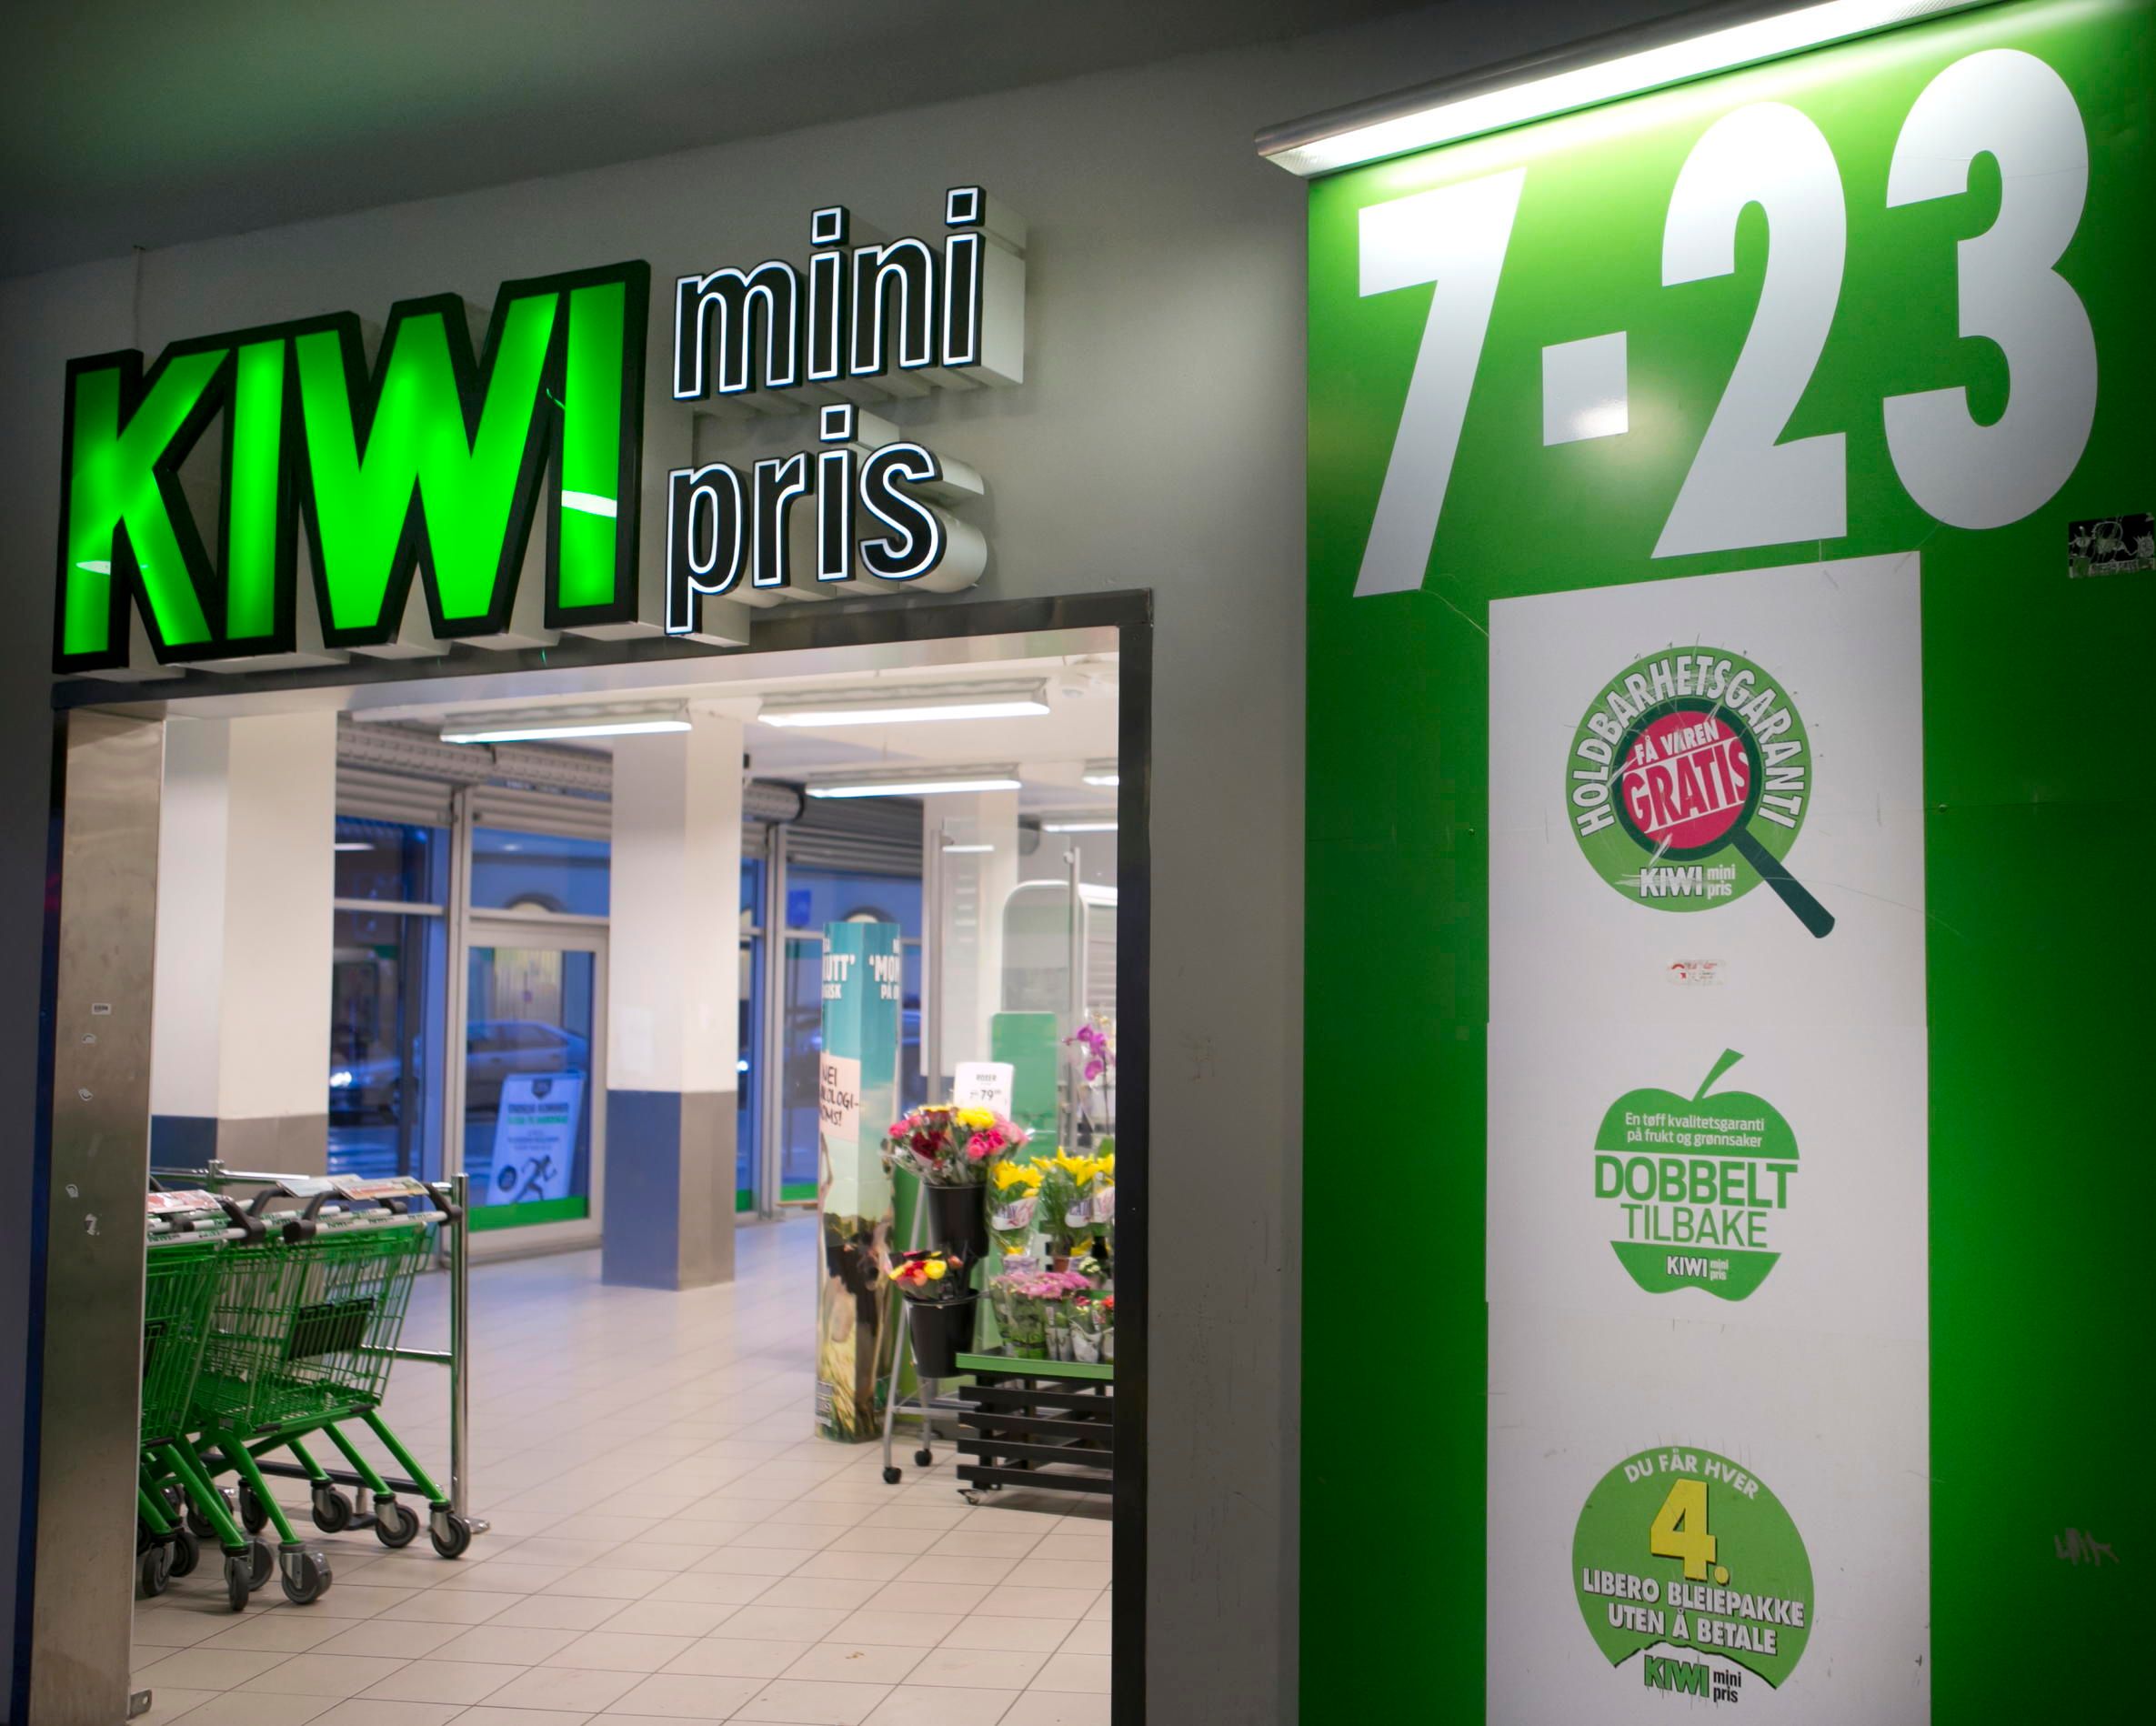 KIWI mini
pris
7-23
HOLDBARHETSGARANTI
FÅ VAREN
GRATIS
KIWI mini
pris
En tøff kvalitetsgaranti
på frukt og grønnsaker
DOBBELT
TILBAKE
KIWI mini
pris
DU FÅR HVER
4.
LIBERO BLEIEPAKKE
UTEN Å BETALE
KIWI mini
pris
79